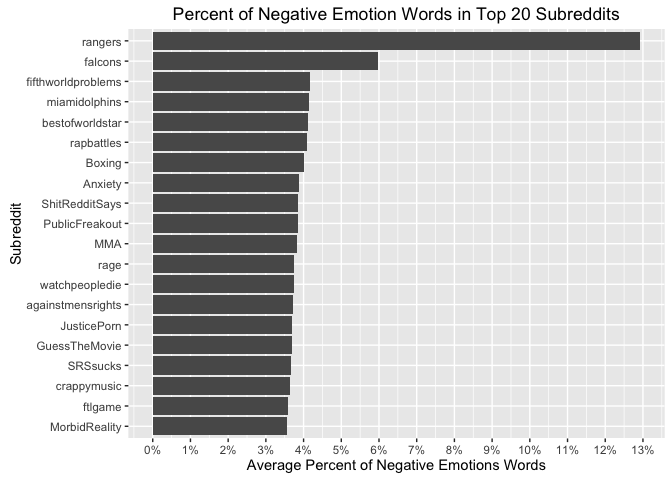 Percent of Negative Emotion Words in Top 20 Subreddits
Subreddit
rangers
falcons
fifthworldproblems
miamidolphins
bestofworldstar
rapbattles
Boxing
Anxiety
ShitRedditSays
PublicFreakout
MMA
rage
watchpeopledie
againstmensrights
JusticePorn
GuessTheMovie
SRSsucks
crappymusic
ftlgame
MorbidReality
0% 1% 2% 3% 4% 5% 6% 7% 8% 9% 10% 11% 12% 13%
Average Percent of Negative Emotions Words